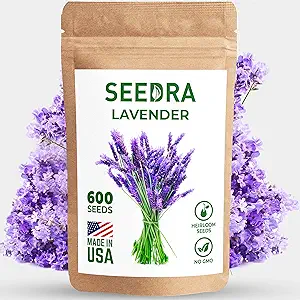 SEEDRA
LAVENDER
600
SEEDS
MADE IN
USA
HEIRLOOM
SEEDS
NO GMO